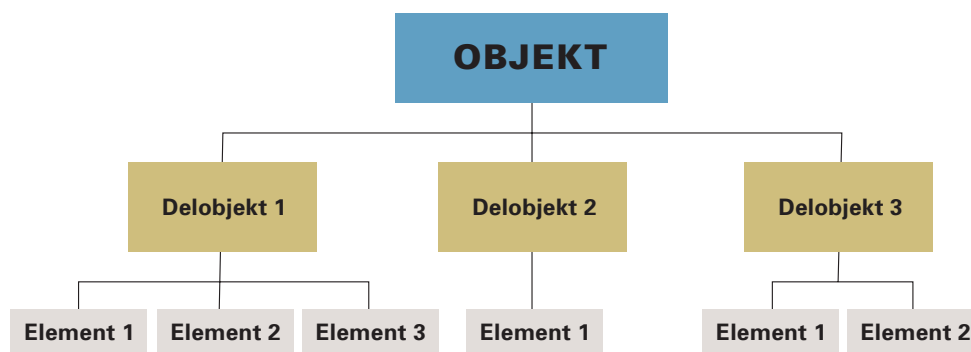 OBJEKT
Delobjekt 1
Delobjekt 2
Delobjekt 3
Element 1
Element 2
Element 3
Element 1
Element 1
Element 2